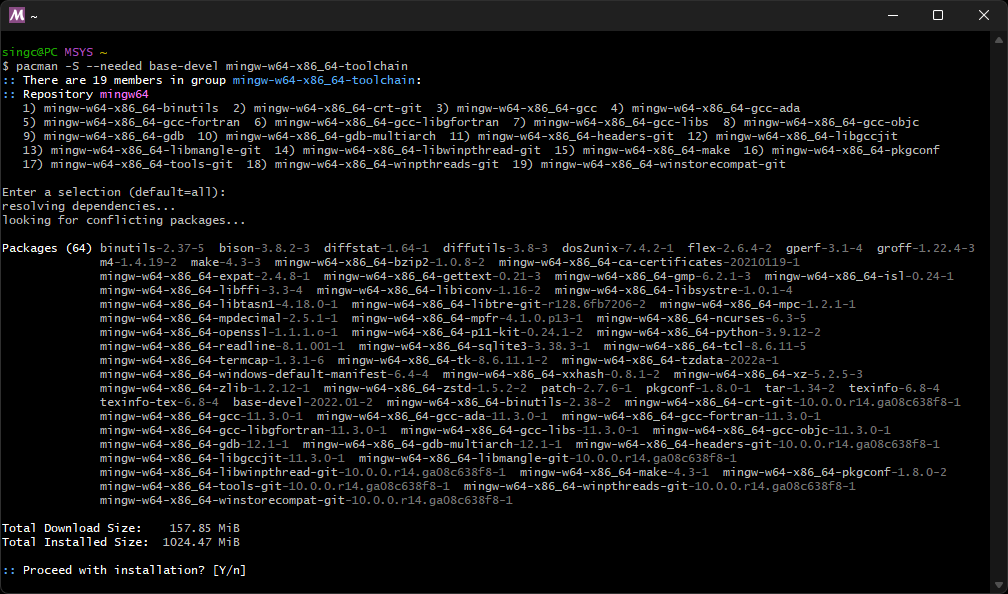 ~
singc@PC MSYS ~
$ pacman -S --needed base-devel mingw-w64-x86_64-toolchain
:: There are 19 members in group mingw-w64-x86_64-toolchain:
:: Repository mingw64
   1) mingw-w64-x86_64-binutils  2) mingw-w64-x86_64-crt-git  3) mingw-w64-x86_64-gcc  4) mingw-w64-x86_64-gcc-ada
   5) mingw-w64-x86_64-gcc-fortran  6) mingw-w64-x86_64-gcc-libgfortran  7) mingw-w64-x86_64-gcc-libs  8) mingw-w64-x86_64-gcc-objc
   9) mingw-w64-x86_64-gdb  10) mingw-w64-x86_64-gdb-multiarch  11) mingw-w64-x86_64-headers-git  12) mingw-w64-x86_64-libgccjit
   13) mingw-w64-x86_64-libmangle-git  14) mingw-w64-x86_64-libwinpthread-git  15) mingw-w64-x86_64-make  16) mingw-w64-x86_64-pkgconf
   17) mingw-w64-x86_64-tools-git  18) mingw-w64-x86_64-winpthreads-git  19) mingw-w64-x86_64-winstorecompat-git
Enter a selection (default=all):
resolving dependencies...
looking for conflicting packages...
Packages (64) binutils-2.37-5  bison-3.8.2-3  diffstat-1.64-1  diffutils-3.8-3  dos2unix-7.4.2-1  flex-2.6.4-2  gperf-3.1-4  groff-1.22.4-3
              m4-1.4.19-2  make-4.3-3  mingw-w64-x86_64-bzip2-1.0.8-2  mingw-w64-x86_64-ca-certificates-20210119-1
              mingw-w64-x86_64-expat-2.4.8-1  mingw-w64-x86_64-gettext-0.21-3  mingw-w64-x86_64-gmp-6.2.1-3  mingw-w64-x86_64-isl-0.24-1
              mingw-w64-x86_64-libffi-3.3-4  mingw-w64-x86_64-libiconv-1.16-2  mingw-w64-x86_64-libsystre-1.0.1-4
              mingw-w64-x86_64-libtasn1-4.18.0-1  mingw-w64-x86_64-libtre-git-r128.6fb7206-2  mingw-w64-x86_64-mpc-1.2.1-1
              mingw-w64-x86_64-mpdecimal-2.5.1-1  mingw-w64-x86_64-mpfr-4.1.0.p13-1  mingw-w64-x86_64-ncurses-6.3-5
              mingw-w64-x86_64-openssl-1.1.1.o-1  mingw-w64-x86_64-p11-kit-0.24.1-2  mingw-w64-x86_64-python-3.9.12-2
              mingw-w64-x86_64-readline-8.1.001-1  mingw-w64-x86_64-sqlite3-3.38.3-1  mingw-w64-x86_64-tcl-8.6.11-5
              mingw-w64-x86_64-termcap-1.3.1-6  mingw-w64-x86_64-tk-8.6.11.1-2  mingw-w64-x86_64-tzdata-2022a-1
              mingw-w64-x86_64-windows-default-manifest-6.4-4  mingw-w64-x86_64-xxhash-0.8.1-2  mingw-w64-x86_64-xz-5.2.5-3
              mingw-w64-x86_64-zlib-1.2.12-1  mingw-w64-x86_64-zstd-1.5.2-2  patch-2.7.6-1  pkgconf-1.8.0-1  tar-1.34-2  texinfo-6.8-4
              texinfo-tex-6.8-4  base-devel-2022.01-2  mingw-w64-x86_64-binutils-2.38-2  mingw-w64-x86_64-crt-git-10.0.0.r14.ga08c638f8-1
              mingw-w64-x86_64-gcc-11.3.0-1  mingw-w64-x86_64-gcc-ada-11.3.0-1  mingw-w64-x86_64-gcc-fortran-11.3.0-1
              mingw-w64-x86_64-gcc-libgfortran-11.3.0-1  mingw-w64-x86_64-gcc-libs-11.3.0-1  mingw-w64-x86_64-gcc-objc-11.3.0-1
              mingw-w64-x86_64-gdb-12.1-1  mingw-w64-x86_64-gdb-multiarch-12.1-1  mingw-w64-x86_64-headers-git-10.0.0.r14.ga08c638f8-1
              mingw-w64-x86_64-libgccjit-11.3.0-1  mingw-w64-x86_64-libmangle-git-10.0.0.r14.ga08c638f8-1
              mingw-w64-x86_64-libwinpthread-git-10.0.0.r14.ga08c638f8-1  mingw-w64-x86_64-make-4.3-1  mingw-w64-x86_64-pkgconf-1.8.0-2
              mingw-w64-x86_64-tools-git-10.0.0.r14.ga08c638f8-1  mingw-w64-x86_64-winpthreads-git-10.0.0.r14.ga08c638f8-1
              mingw-w64-x86_64-winstorecompat-git-10.0.0.r14.ga08c638f8-1
Total Download Size:    157.85 MiB
Total Installed Size:  1024.47 MiB
:: Proceed with installation? [Y/n]